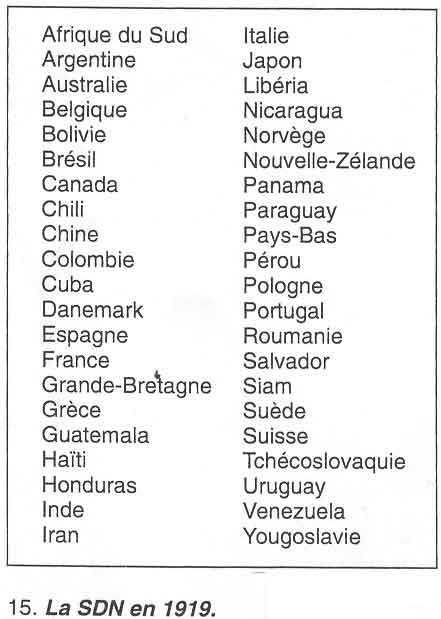 Afrique du Sud
Argentine
Australie
Belgique
Bolivie
Brésil
Canada
Chili
Chine
Colombie
Cuba
Danemark
Espagne
France
Grande-Bretagne
Grèce
Guatemala
Haïti
Honduras
Inde
Iran
Italie
Japon
Libéria
Nicaragua
Norvège
Nouvelle-Zélande
Panama
Paraguay
Pays-Bas
Pérou
Pologne
Portugal
Roumanie
Salvador
Siam
Suède
Suisse
Tchécoslovaquie
Uruguay
Venezuela
Yougoslavie
15. La SDN en 1919.